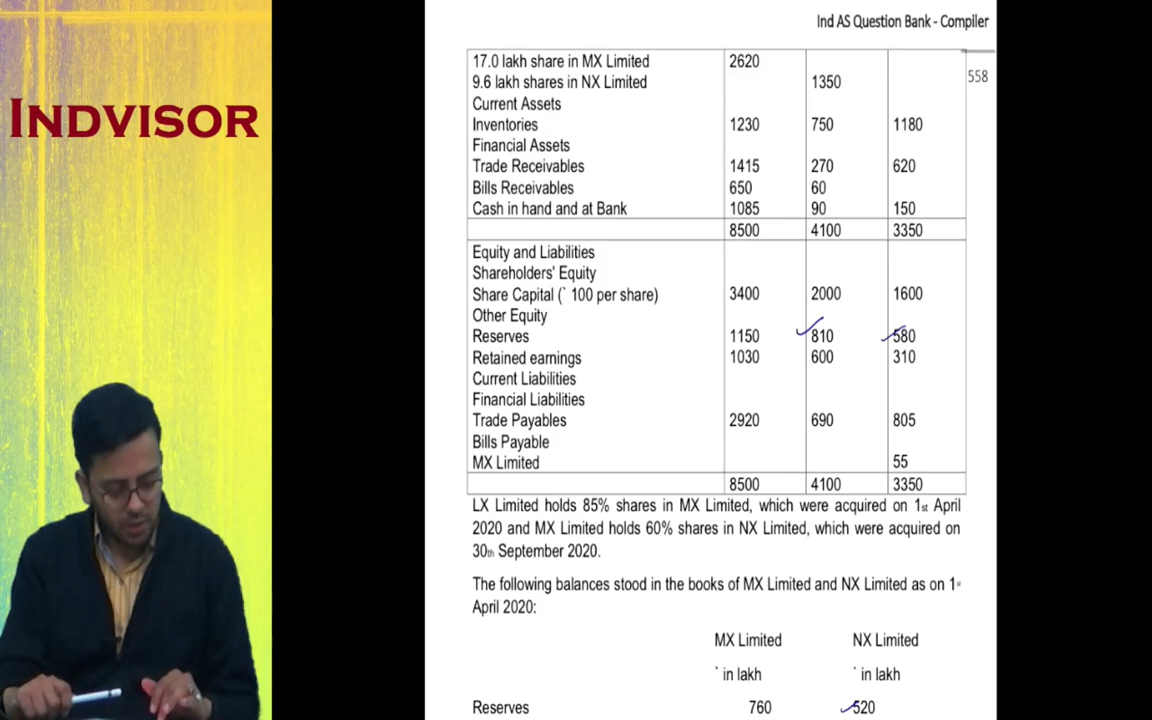 INDVISOR
Ind AS Question Bank - Compiler
558
17.0 lakh share in MX Limited 2620
9.6 lakh shares in NX Limited 1350
Current Assets
Inventories 1230 750 1180
Financial Assets
Trade Receivables 1415 270 620
Bills Receivables 650 60
Cash in hand and at Bank 1085 90 150
8500 4100 3350
Equity and Liabilities
Shareholders' Equity
Share Capital (` 100 per share) 3400 2000 1600
Other Equity
Reserves 1150 810 580
Retained earnings 1030 600 310
Current Liabilities
Financial Liabilities
Trade Payables 2920 690 805
Bills Payable
MX Limited 55
8500 4100 3350
LX Limited holds 85% shares in MX Limited, which were acquired on 1st April
2020 and MX Limited holds 60% shares in NX Limited, which were acquired on
30th September 2020.
The following balances stood in the books of MX Limited and NX Limited as on 1st
April 2020:
MX Limited NX Limited
` in lakh ` in lakh
Reserves 760 520